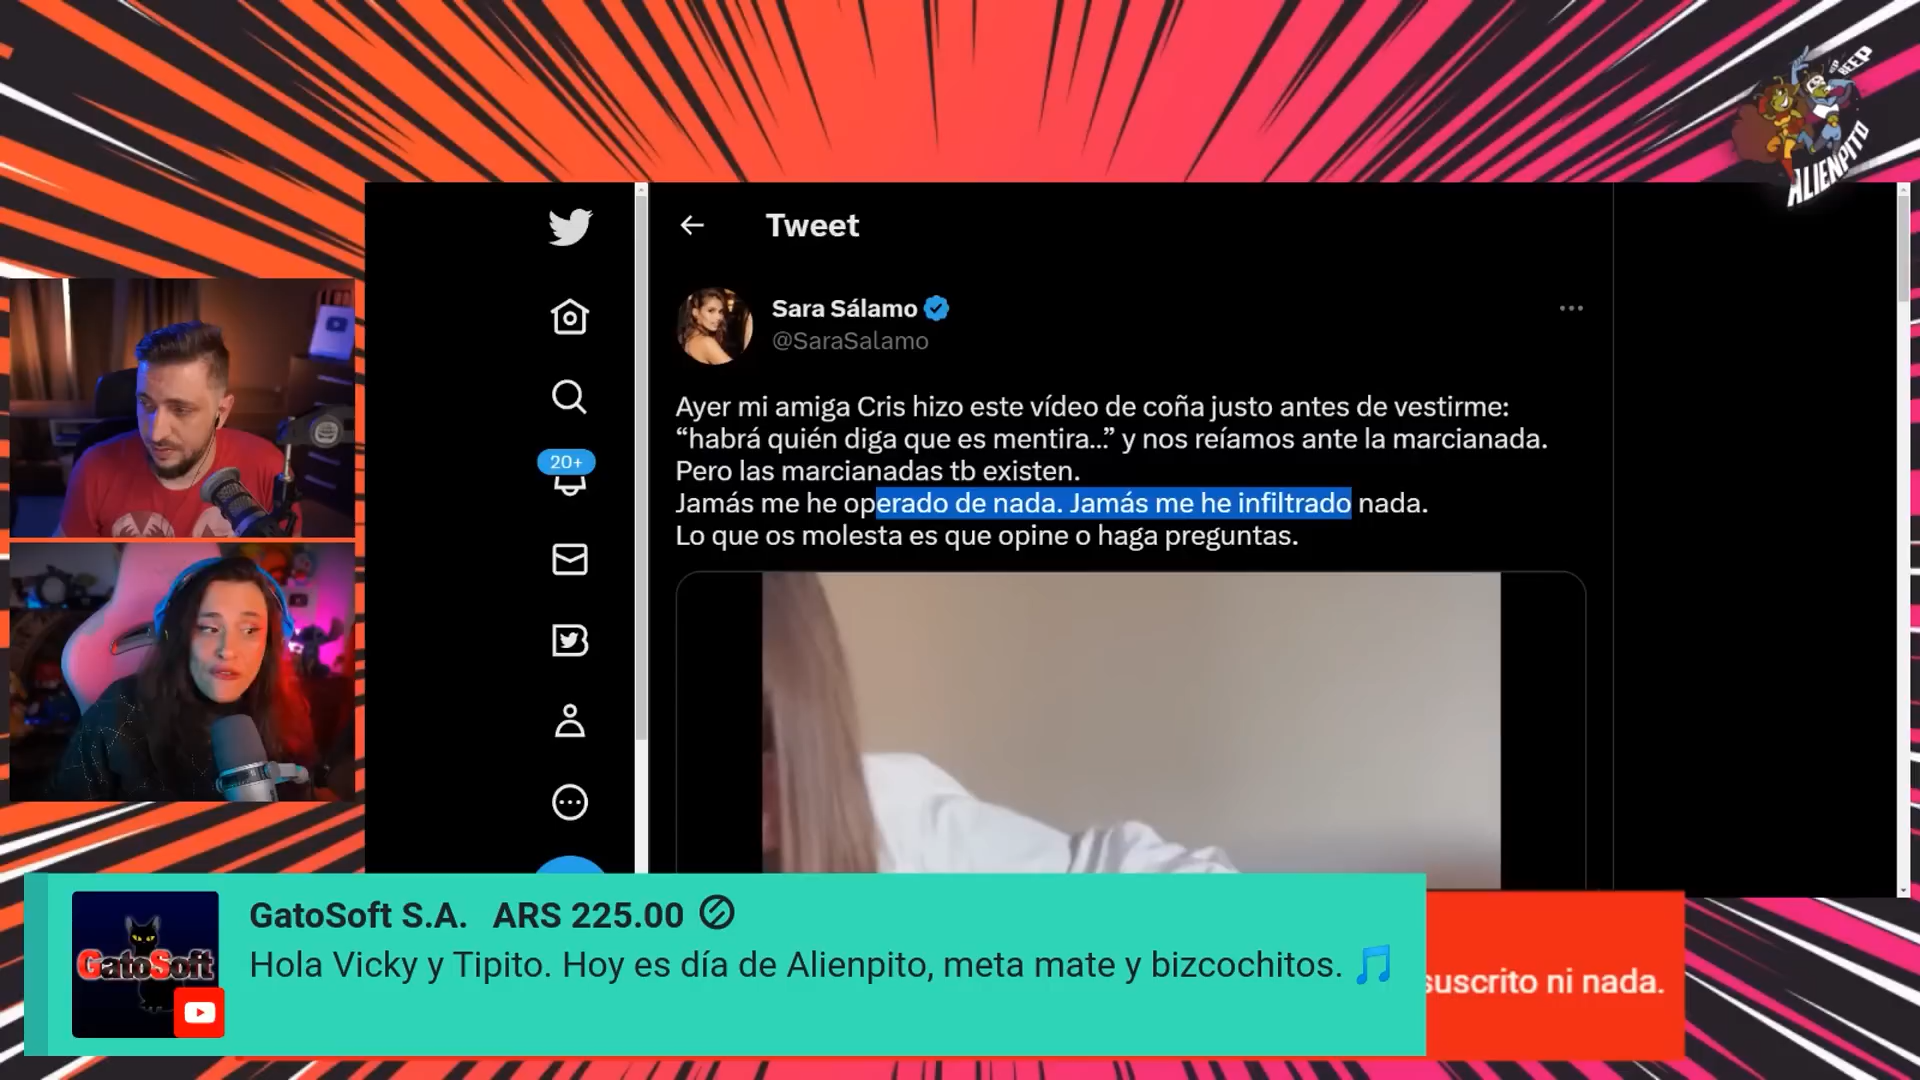 BEEP
ALIENPITO
Tweet
Sara Sálamo
@SaraSalamo
Ayer mi amiga Cris hizo este vídeo de coña justo antes de vestirme:
“habrá quién diga que es mentira...” y nos reíamos ante la marcianada.
Pero las marcianadas tb existen.
20+
Jamás me he operado de nada. Jamás me he infiltrado nada.
Lo que os molesta es que opine o haga preguntas.
GatoSoft S.A. ARS 225.00
Hola Vicky y Tipito. Hoy es día de Alienpito, meta mate y bizcochitos. 🎵
GatoSoft
suscrito ni nada.